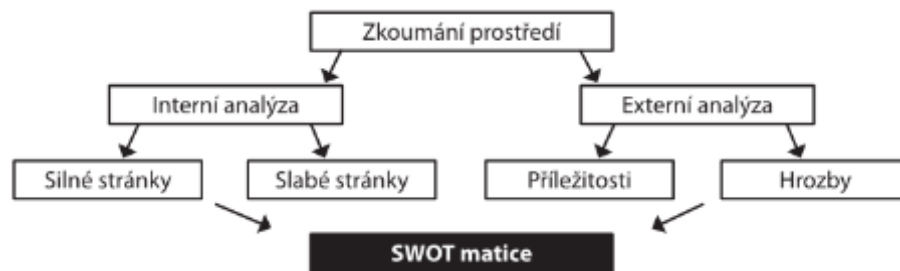 Zkoumání prostředí
Interní analýza
Externí analýza
Silné stránky
Slabé stránky
Příležitosti
Hrozby
SWOT matice